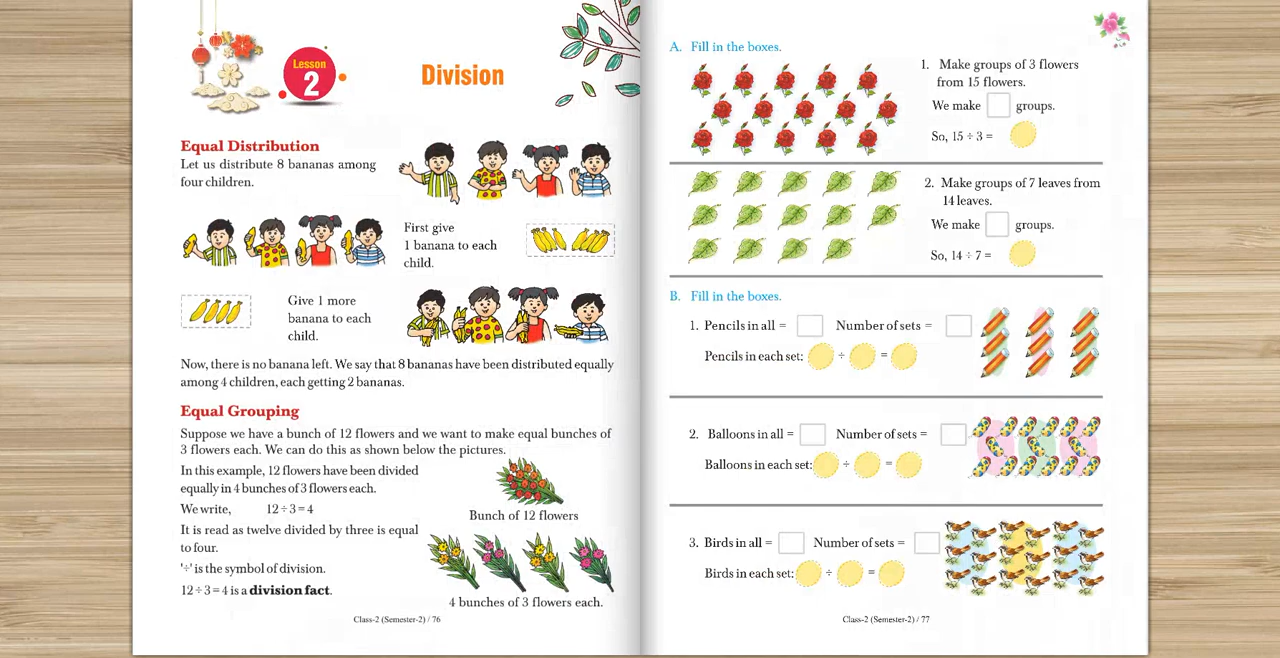 Lesson
2
Division
Equal Distribution
Let us distribute 8 bananas among
four children.
First give
1 banana to each
child.
Give 1 more
banana to each
child.
Now, there is no banana left. We say that 8 bananas have been distributed equally
among 4 children, each getting 2 bananas.
Equal Grouping
Suppose we have a bunch of 12 flowers and we want to make equal bunches of
3 flowers each. We can do this as shown below the pictures.
In this example, 12 flowers have been divided
equally in 4 bunches of 3 flowers each.
We write, 12 ÷ 3 = 4
It is read as twelve divided by three is equal
to four.
'÷' is the symbol of division.
12 ÷ 3 = 4 is a division fact.
Bunch of 12 flowers
4 bunches of 3 flowers each.
Class-2 (Semester-2) / 76
A. Fill in the boxes.
1. Make groups of 3 flowers
from 15 flowers.
We make groups.
So, 15 ÷ 3 =
2. Make groups of 7 leaves from
14 leaves.
We make groups.
So, 14 ÷ 7 =
B. Fill in the boxes.
1. Pencils in all = Number of sets =
Pencils in each set: ÷ =
2. Balloons in all = Number of sets =
Balloons in each set: ÷ =
3. Birds in all = Number of sets =
Birds in each set: ÷ =
Class-2 (Semester-2) / 77